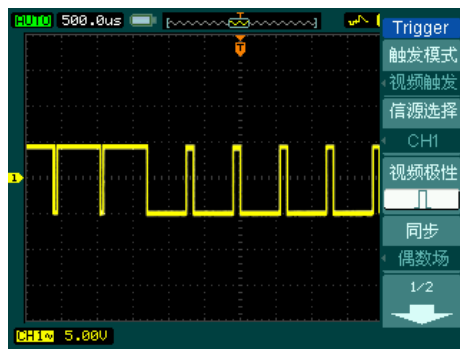 AUTO 500.0us
T
Trigger
触发模式
视频触发
信源选择
CH1
视频极性
同步
偶数场
1/2
T
1
CH1~ 5.00V